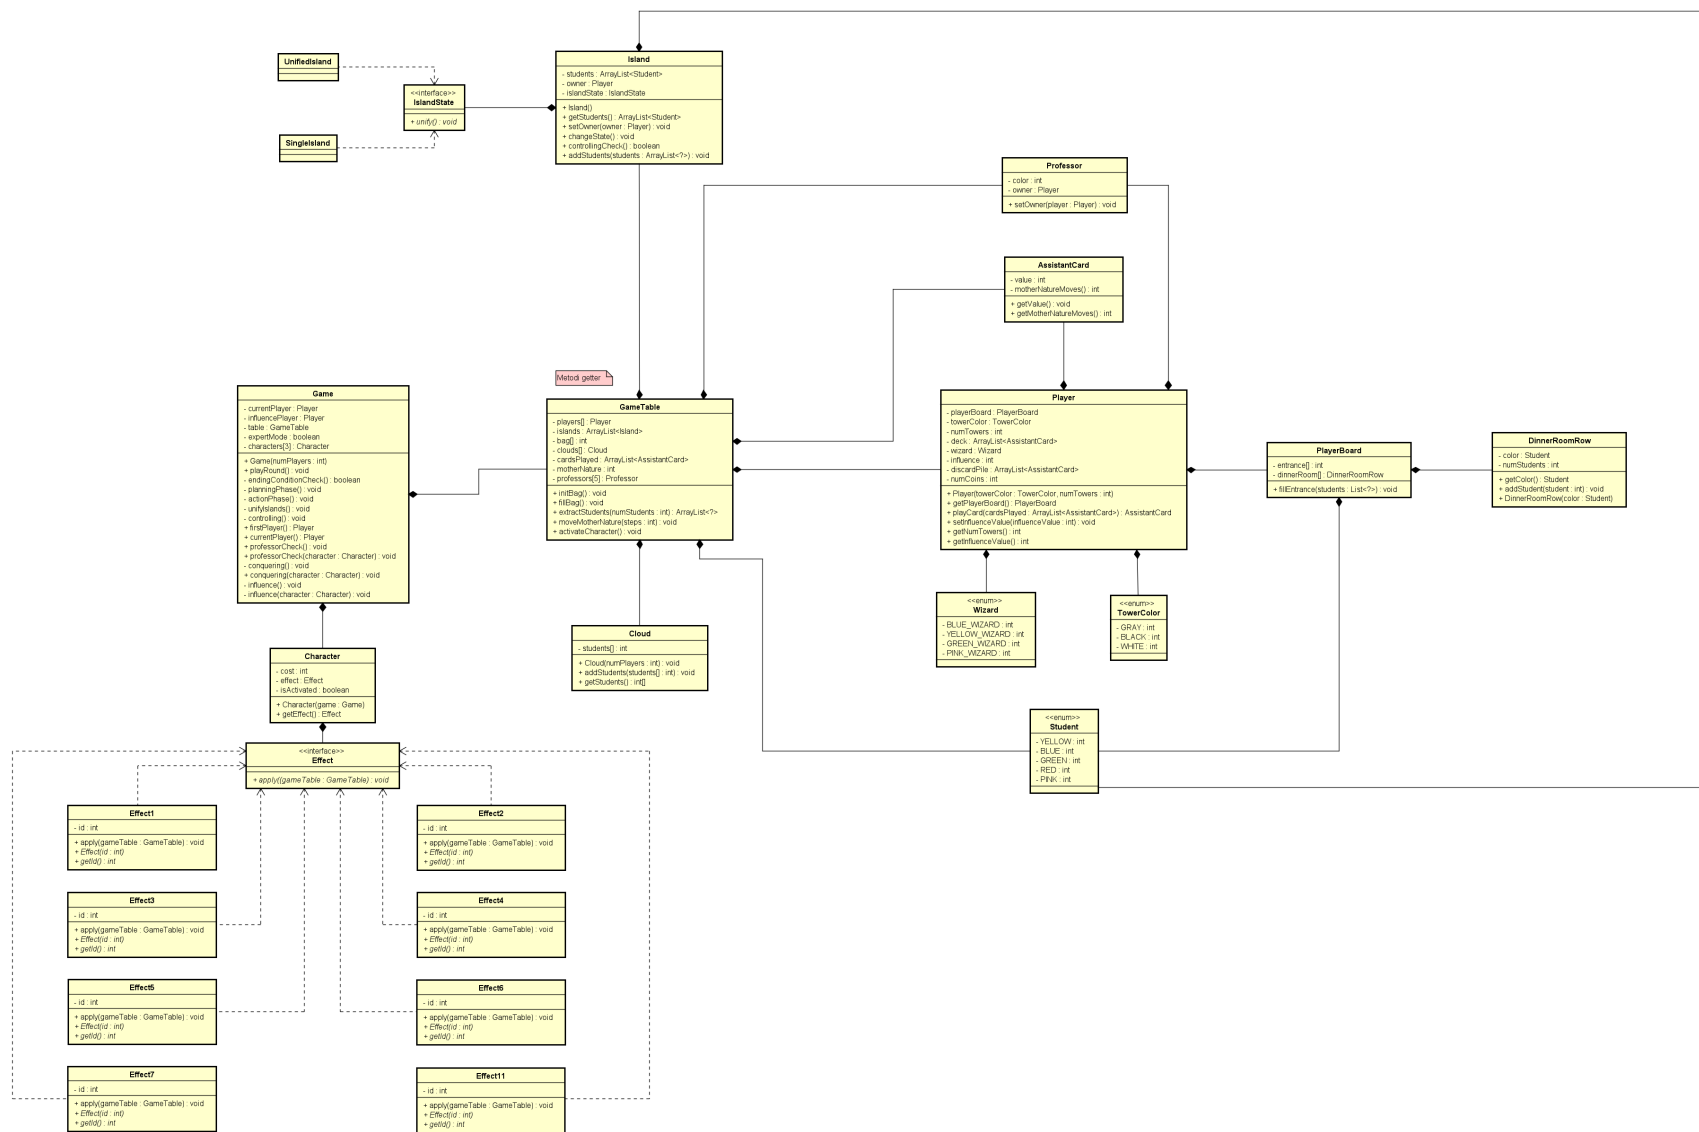 UnifiedIsland
<<interface>>
IslandState
+ unify() : void
SingleIsland
Island
- students : ArrayList<Student>
- owner : Player
- islandState : IslandState
+ Island()
+ getStudents() : ArrayList<Student>
+ setOwner(owner : Player) : void
+ changeState() : void
+ controllingCheck() : boolean
+ addStudents(students : ArrayList<?>) : void
Professor
- color : int
- owner : Player
+ setOwner(player : Player) : void
AssistantCard
- value : int
- motherNatureMoves() : int
+ getValue() : void
+ getMotherNatureMoves() : int
Metodi getter
Game
- currentPlayer : Player
- influencePlayer : Player
- table : GameTable
- expertMode : boolean
- characters[3] : Character
+ Game(numPlayers : int)
+ playRound() : void
- endingConditionCheck() : boolean
- planningPhase() : void
- actionPhase() : void
- unifyIslands() : void
- controlling() : void
+ firstPlayer() : Player
+ currentPlayer() : Player
+ professorCheck() : void
+ professorCheck(character : Character) : void
- conquering() : void
+ conquering(character : Character) : void
- influence() : void
- influence(character : Character) : void
GameTable
- players[] : Player
- islands : ArrayList<Island>
- bag[] : int
- clouds[] : Cloud
- cardsPlayed : ArrayList<AssistantCard>
- motherNature : int
- professors[5] : Professor
+ initBag() : void
+ fillBag() : void
+ extractStudents(numStudents : int) : ArrayList<?>
+ moveMotherNature(steps : int) : void
+ activateCharacter() : void
Player
- playerBoard : PlayerBoard
- towerColor : TowerColor
- numTowers : int
- deck : ArrayList<AssistantCard>
- wizard : Wizard
- influence : int
- discardPile : ArrayList<AssistantCard>
- numCoins : int
+ Player(towerColor : TowerColor, numTowers : int)
+ getPlayerBoard() : PlayerBoard
+ playCard(cardsPlayed : ArrayList<AssistantCard>) : AssistantCard
+ setInfluenceValue(influenceValue : int) : void
+ getNumTowers() : int
+ getInfluenceValue() : int
PlayerBoard
- entrance[] : int
- dinnerRoom[] : DinnerRoomRow
+ fillEntrance(students : List<?>) : void
DinnerRoomRow
- color : Student
- numStudents : int
+ getColor() : Student
+ addStudent(student : int) : void
+ DinnerRoomRow(color : Student)
Cloud
- students[] : int
+ Cloud(numPlayers : int) : void
+ addStudents(students[] : int) : void
+ getStudents() : int[]
<<enum>>
Wizard
- BLUE_WIZARD : int
- YELLOW_WIZARD : int
- GREEN_WIZARD : int
- PINK_WIZARD : int
<<enum>>
TowerColor
- GRAY : int
- BLACK : int
- WHITE : int
<<enum>>
Student
- YELLOW : int
- BLUE : int
- GREEN : int
- RED : int
- PINK : int
Character
- cost : int
- effect : Effect
- isActivated : boolean
+ Character(game : Game)
+ getEffect() : Effect
<<interface>>
Effect
+ apply((gameTable : GameTable) : void
Effect1
- id : int
+ apply(gameTable : GameTable) : void
+ Effect(id : int)
+ getId() : int
Effect2
- id : int
+ apply(gameTable : GameTable) : void
+ Effect(id : int)
+ getId() : int
Effect3
- id : int
+ apply(gameTable : GameTable) : void
+ Effect(id : int)
+ getId() : int
Effect4
- id : int
+ apply(gameTable : GameTable) : void
+ Effect(id : int)
+ getId() : int
Effect5
- id : int
+ apply(gameTable : GameTable) : void
+ Effect(id : int)
+ getId() : int
Effect6
- id : int
+ apply(gameTable : GameTable) : void
+ Effect(id : int)
+ getId() : int
Effect7
- id : int
+ apply(gameTable : GameTable) : void
+ Effect(id : int)
+ getId() : int
Effect11
- id : int
+ apply(gameTable : GameTable) : void
+ Effect(id : int)
+ getId() : int